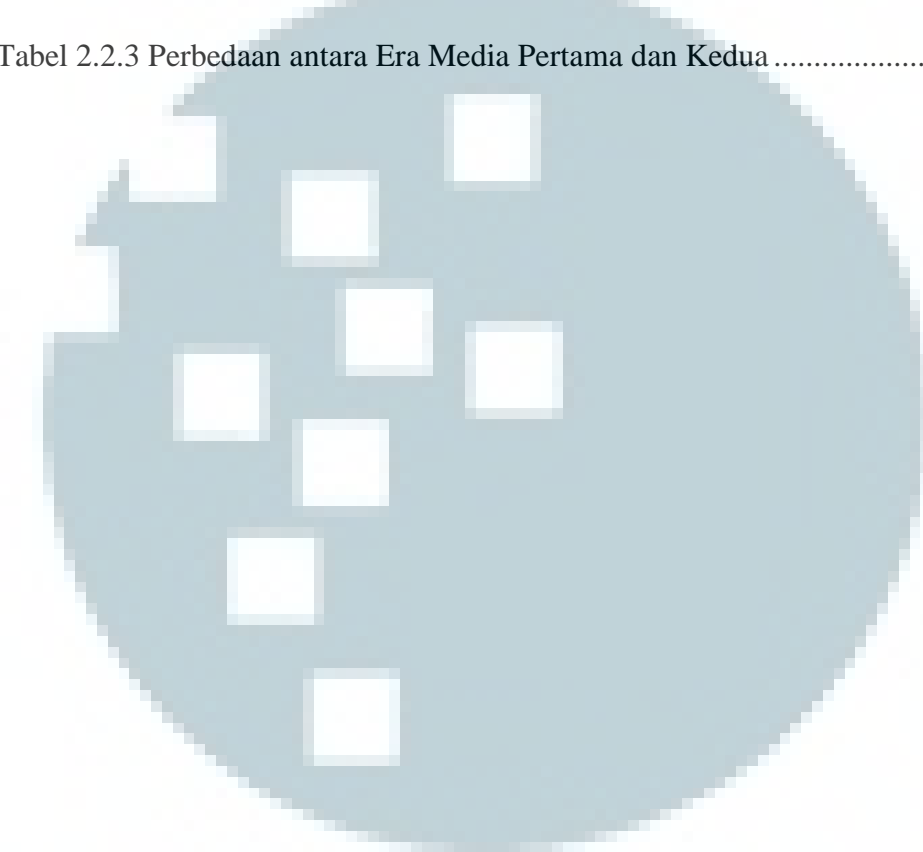 Tabel 2.2.3 Perbedaan antara Era Media Pertama dan Kedua ..................